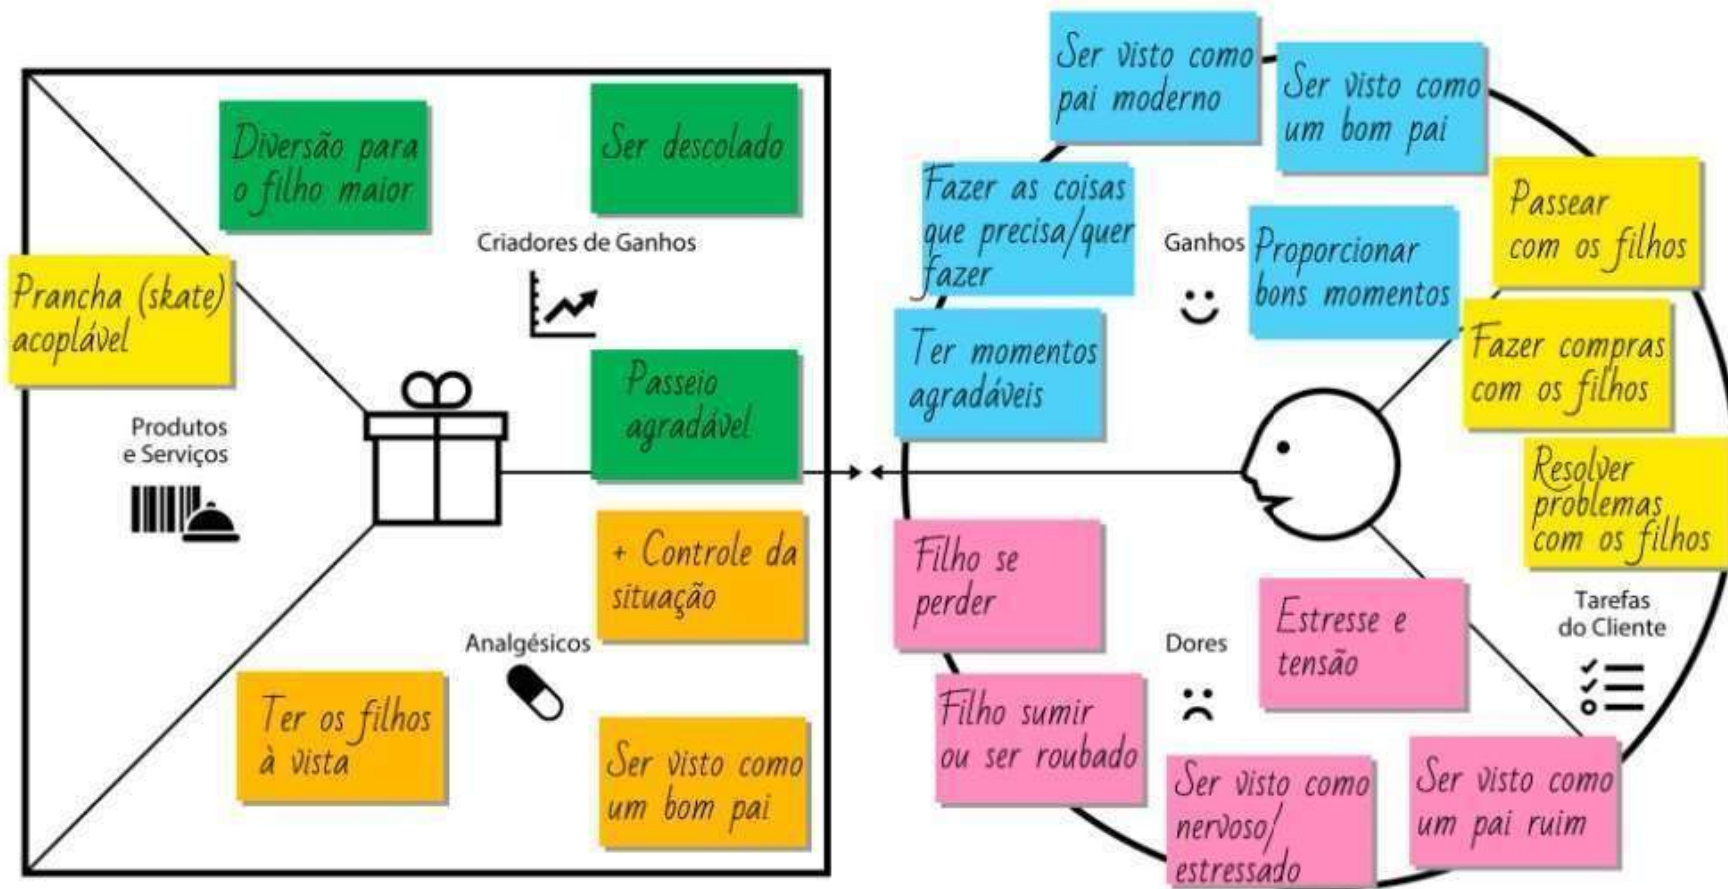 Diversão para
o filho maior
Ser descolado
Criadores de Ganhos
Prancha (skate)
acoplável
Passeio
agradável
Produtos
e Serviços
+ Controle da
situação
Analgésicos
Ter os filhos
à vista
Ser visto como
um bom pai
Ser visto como
pai moderno
Ser visto como
um bom pai
Fazer as coisas
que precisa/quer
fazer
Ganhos
Proporcionar
bons momentos
Passear
com os filhos
Ter momentos
agradáveis
Fazer compras
com os filhos
Resolver
problemas
com os filhos
Filho se
perder
Dores
Estresse e
tensão
Tarefas
do Cliente
Filho sumir
ou ser roubado
Ser visto como
nervoso/
estressado
Ser visto como
um pai ruim